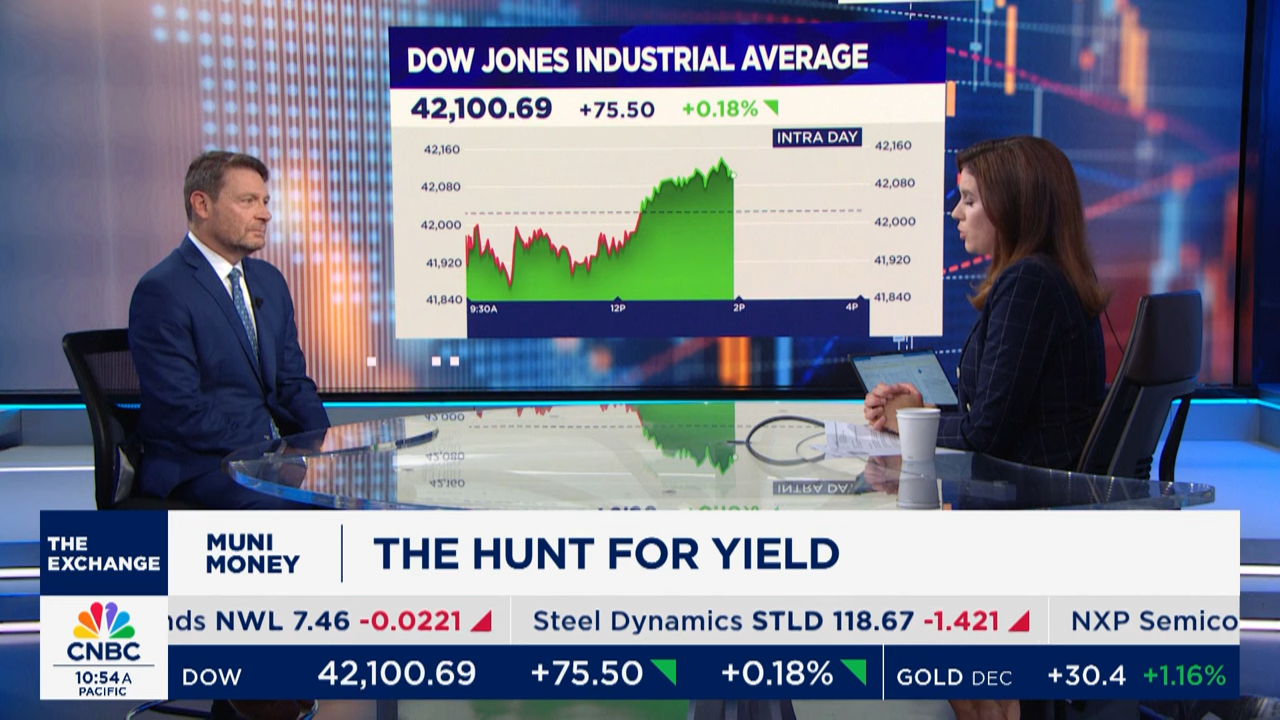 DOW JONES INDUSTRIAL AVERAGE
42,100.69 +75.50 +0.18%
INTRA DAY
42,160 42,160
42,080 42,080
42,000 42,000
41,920 41,920
41,840 41,840
9:30A 12P 2P 4P
THE EXCHANGE
MUNI MONEY
THE HUNT FOR YIELD
nds NWL 7.46 -0.0221 Steel Dynamics STLD 118.67 -1.421 NXP Semico
CNBC
10:54A
PACIFIC
DOW 42,100.69 +75.50 +0.18% GOLD DEC +30.4 +1.16%